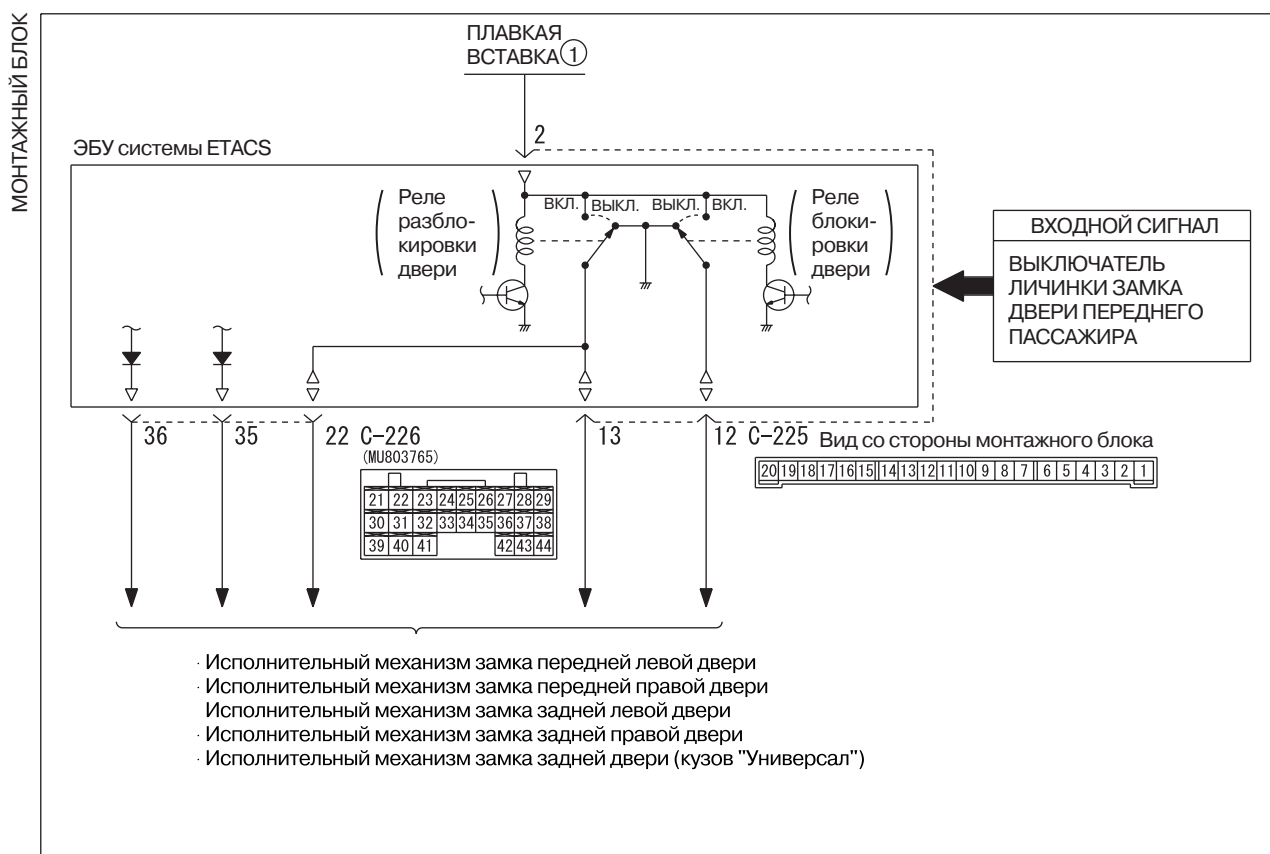 МОНТАЖНЫЙ БЛОК
ПЛАВКАЯ
ВСТАВКА 1
2
ЭБУ системы ETACS
Реле
разбло-
кировки
двери
ВКЛ. ВЫКЛ. ВЫКЛ. ВКЛ.
Реле
блоки-
ровки
двери
ВХОДНОЙ СИГНАЛ
ВЫКЛЮЧАТЕЛЬ
ЛИЧИНКИ ЗАМКА
ДВЕРИ ПЕРЕДНЕГО
ПАССАЖИРА
36 35 22 C-226 13 12 C-225 Вид со стороны монтажного блока
(MU803765)
20 19 18 17 16 15 14 13 12 11 10 9 8 7 6 5 4 3 2 1
21 22 23 24 25 26 27 28 29
30 31 32 33 34 35 36 37 38
39 40 41 42 43 44
· Исполнительный механизм замка передней левой двери
· Исполнительный механизм замка передней правой двери
Исполнительный механизм замка задней левой двери
· Исполнительный механизм замка задней правой двери
· Исполнительный механизм замка задней двери (кузов "Универсал")